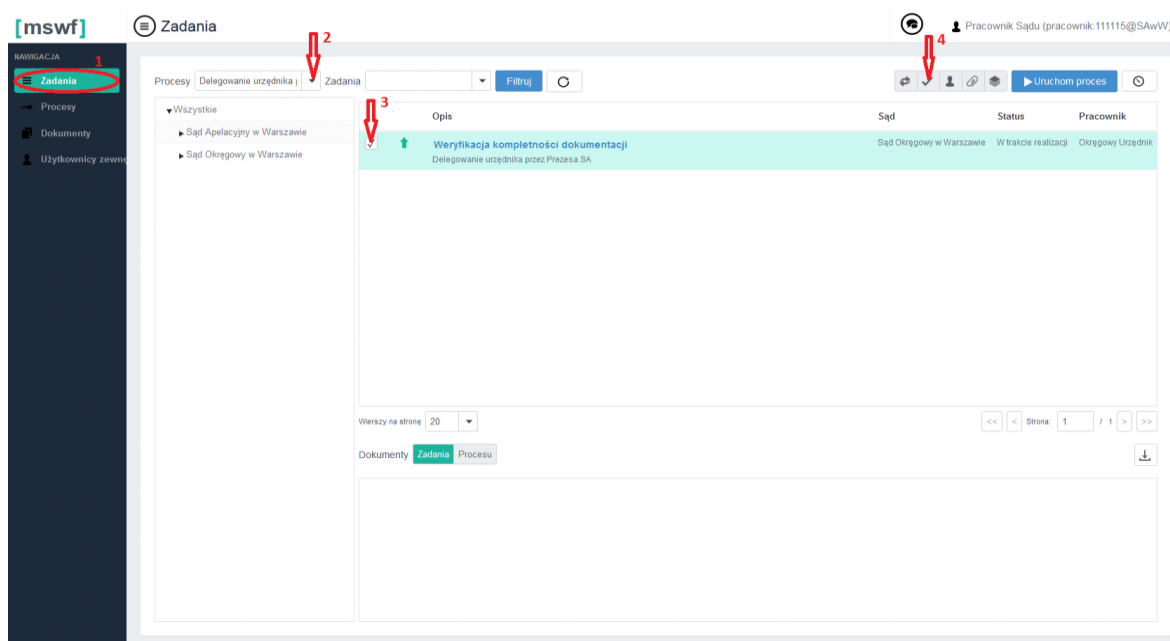 [mswf]
Zadania
Pracownik Sądu (pracownik:111115@SAwW)
NAWIGACJA
1
2
3
4
Zadania
Procesy
Dokumenty
Użytkownicy zewnę
Procesy Delegowanie urzędnika Zadania Filtruj
Uruchom proces
Wszystkie
Sąd Apelacyjny w Warszawie
Sąd Okręgowy w Warszawie
Opis Sąd Status Pracownik
Weryfikacja kompletności dokumentacji Sąd Okręgowy w Warszawie W trakcie realizacji Okręgowy Urzędnik
Delegowanie urzędnika przez Prezesa SA
Wierszy na stronę 20 << < Strona: 1 / 1 > >>
Dokumenty Zadania Procesu